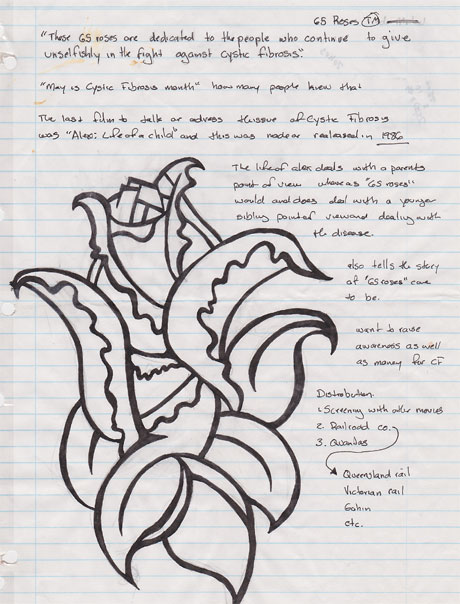 65 Roses TM
"These 65 roses are dedicated to the people who continue to give
unselfishly in the fight against Cystic fibrosis".
"May is Cystic Fibrosis month" how many people knew that
The last film to talk or adress thissue of Cystic Fibrosis
was "Alex: Life of a child" and this was made or realeased in 1986
The life of alex deals with a parents
point of view whereas "65 roses"
would and does deal with a younger
sibling point of view and dealing with
the disease.
also tells the story
of "65 roses" came
to be.
want to raise
awareness as well
as money for CF
Distribution
1. Screening with other movies
2. Railroad co.
3. Quantas
Queensland rail
Victorian rail
etc.